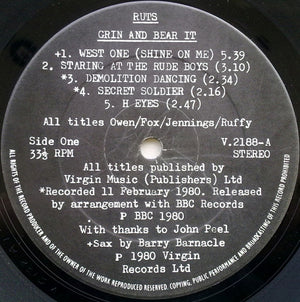 RUTS
GRIN AND BEAR IT
+1. WEST ONE (SHINE ON ME) 5.39
2. STARING AT THE RUDE BOYS (3.10)
*3. DEMOLITION DANCING (2.34)
*4. SECRET SOLDIER (2.16)
5. H EYES (2.47)
All titles Owen/Fox/Jennings/Ruffy
Side One V.2188-A
33⅓ RPM STEREO
All titles published by
Virgin Music (Publishers) Ltd
*Recorded 11 February 1980. Released
by arrangement with BBC Records
P BBC 1980
With thanks to John Peel
+Sax by Barry Barnacle
P 1980 Virgin
Records Ltd
ALL RIGHTS OF THE RECORD PRODUCER AND OF THE OWNER OF THE WORK REPRODUCED RESERVED. COPYING, PUBLIC PERFORMANCE AND BROADCASTING OF THIS RECORD PROHIBITED.